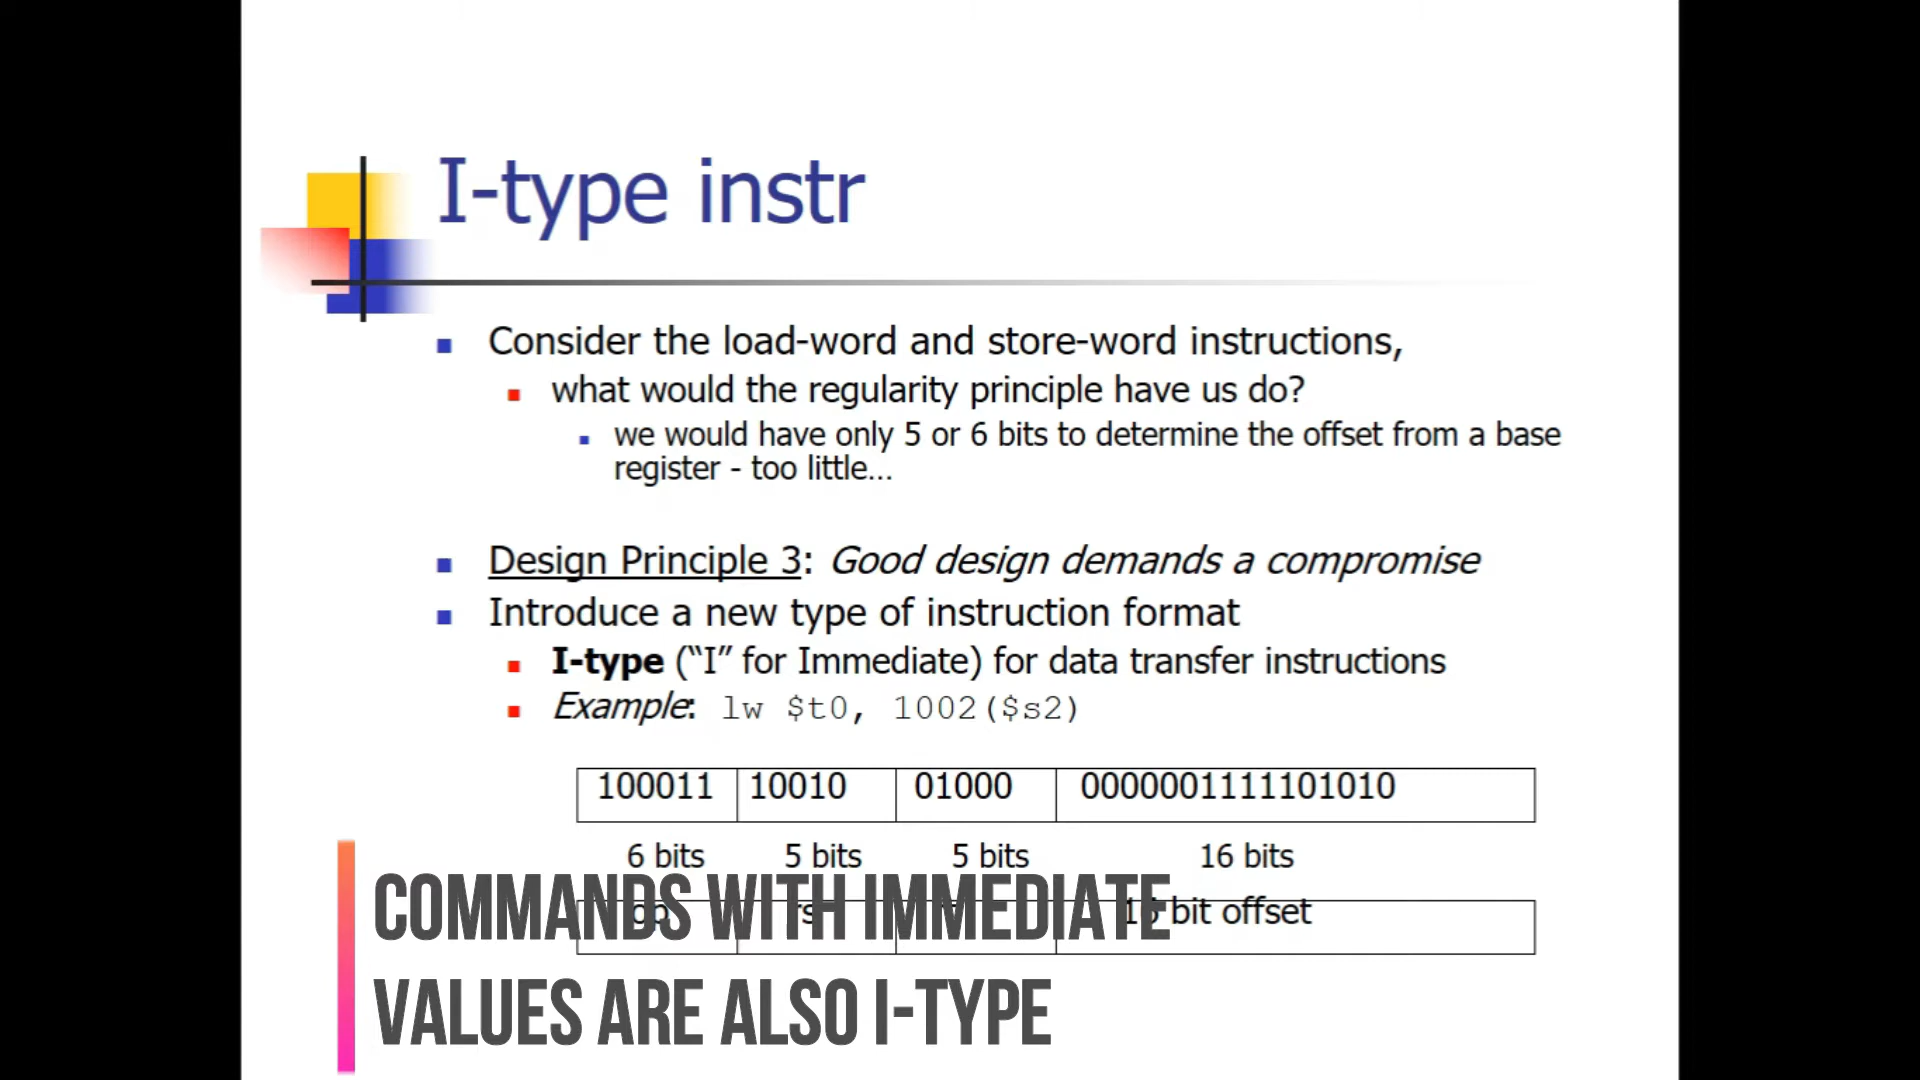 I-type instr
Consider the load-word and store-word instructions,
what would the regularity principle have us do?
we would have only 5 or 6 bits to determine the offset from a base
register - too little...
Design Principle 3: Good design demands a compromise
Introduce a new type of instruction format
I-type (“I” for Immediate) for data transfer instructions
Example: lw $t0, 1002($s2)
100011 10010 01000 0000001111101010
6 bits 5 bits 5 bits 16 bits
op rs 16 bit offset
COMMANDS WITH IMMEDIATE
VALUES ARE ALSO I-TYPE